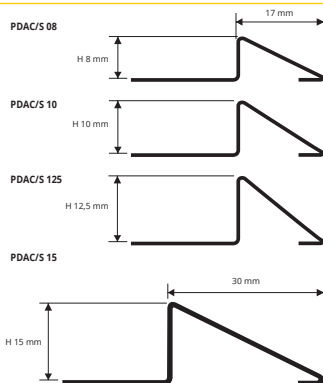 17 mm
PDAC/S 08
H 8 mm
PDAC/S 10
H 10 mm
PDAC/S 125
H 12,5 mm
PDAC/S 15
30 mm
H 15 mm